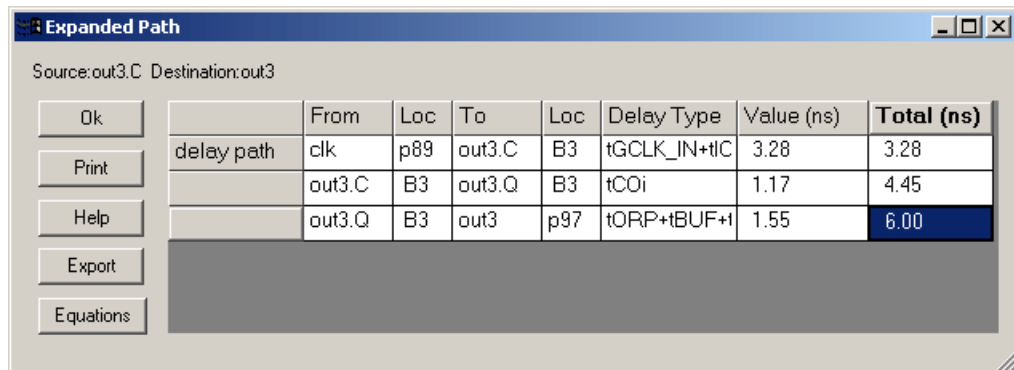 Expanded Path
Source:out3.C Destination:out3
Ok
Print
Help
Export
Equations
From Loc To Loc Delay Type Value (ns) Total (ns)
delay path clk p89 out3.C B3 tGCLK_IN+tIC 3.28 3.28
out3.C B3 out3.Q B3 tCOi 1.17 4.45
out3.Q B3 out3 p97 tORP+tBUF+t 1.55 6.00